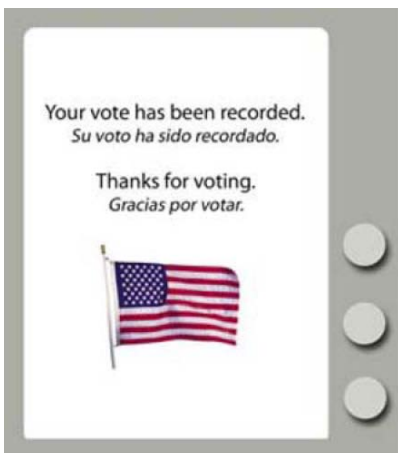 Your vote has been recorded.
Su voto ha sido recordado.
Thanks for voting.
Gracias por votar.